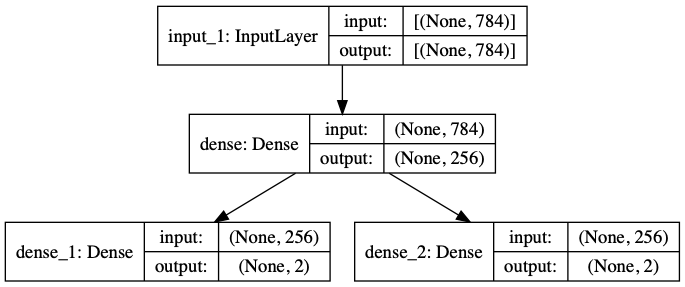 input_1: InputLayer
input: [(None, 784)]
output: [(None, 784)]
dense: Dense
input: (None, 784)
output: (None, 256)
dense_1: Dense
input: (None, 256)
output: (None, 2)
dense_2: Dense
input: (None, 256)
output: (None, 2)